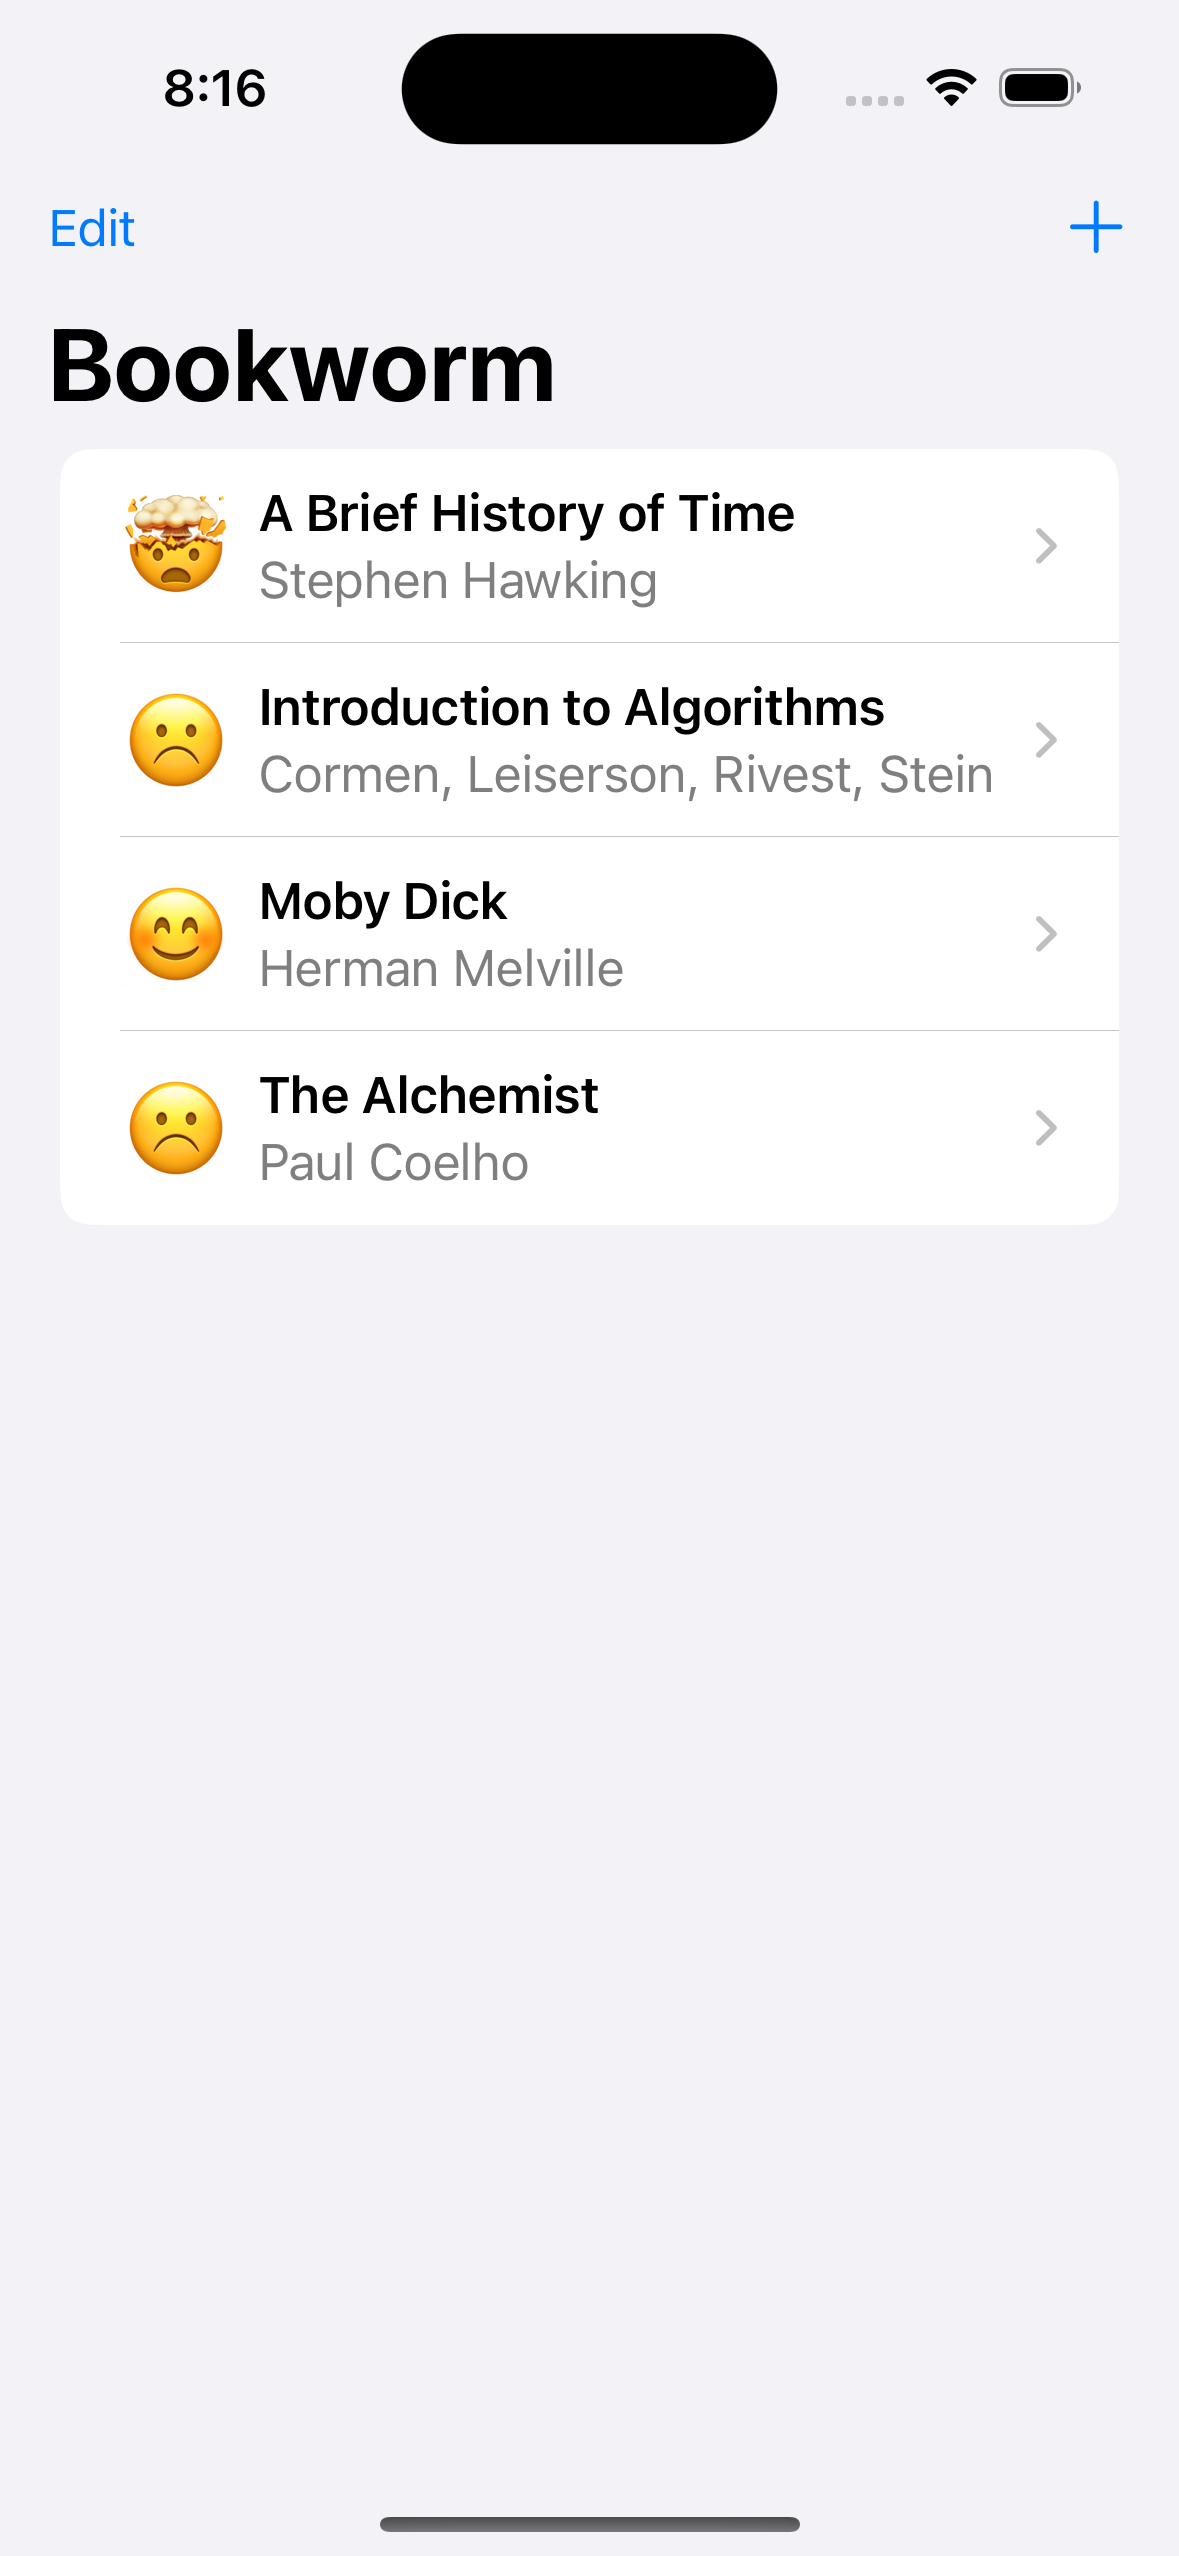 8:16
Edit
Bookworm
A Brief History of Time
Stephen Hawking
Introduction to Algorithms
Cormen, Leiserson, Rivest, Stein
Moby Dick
Herman Melville
The Alchemist
Paul Coelho